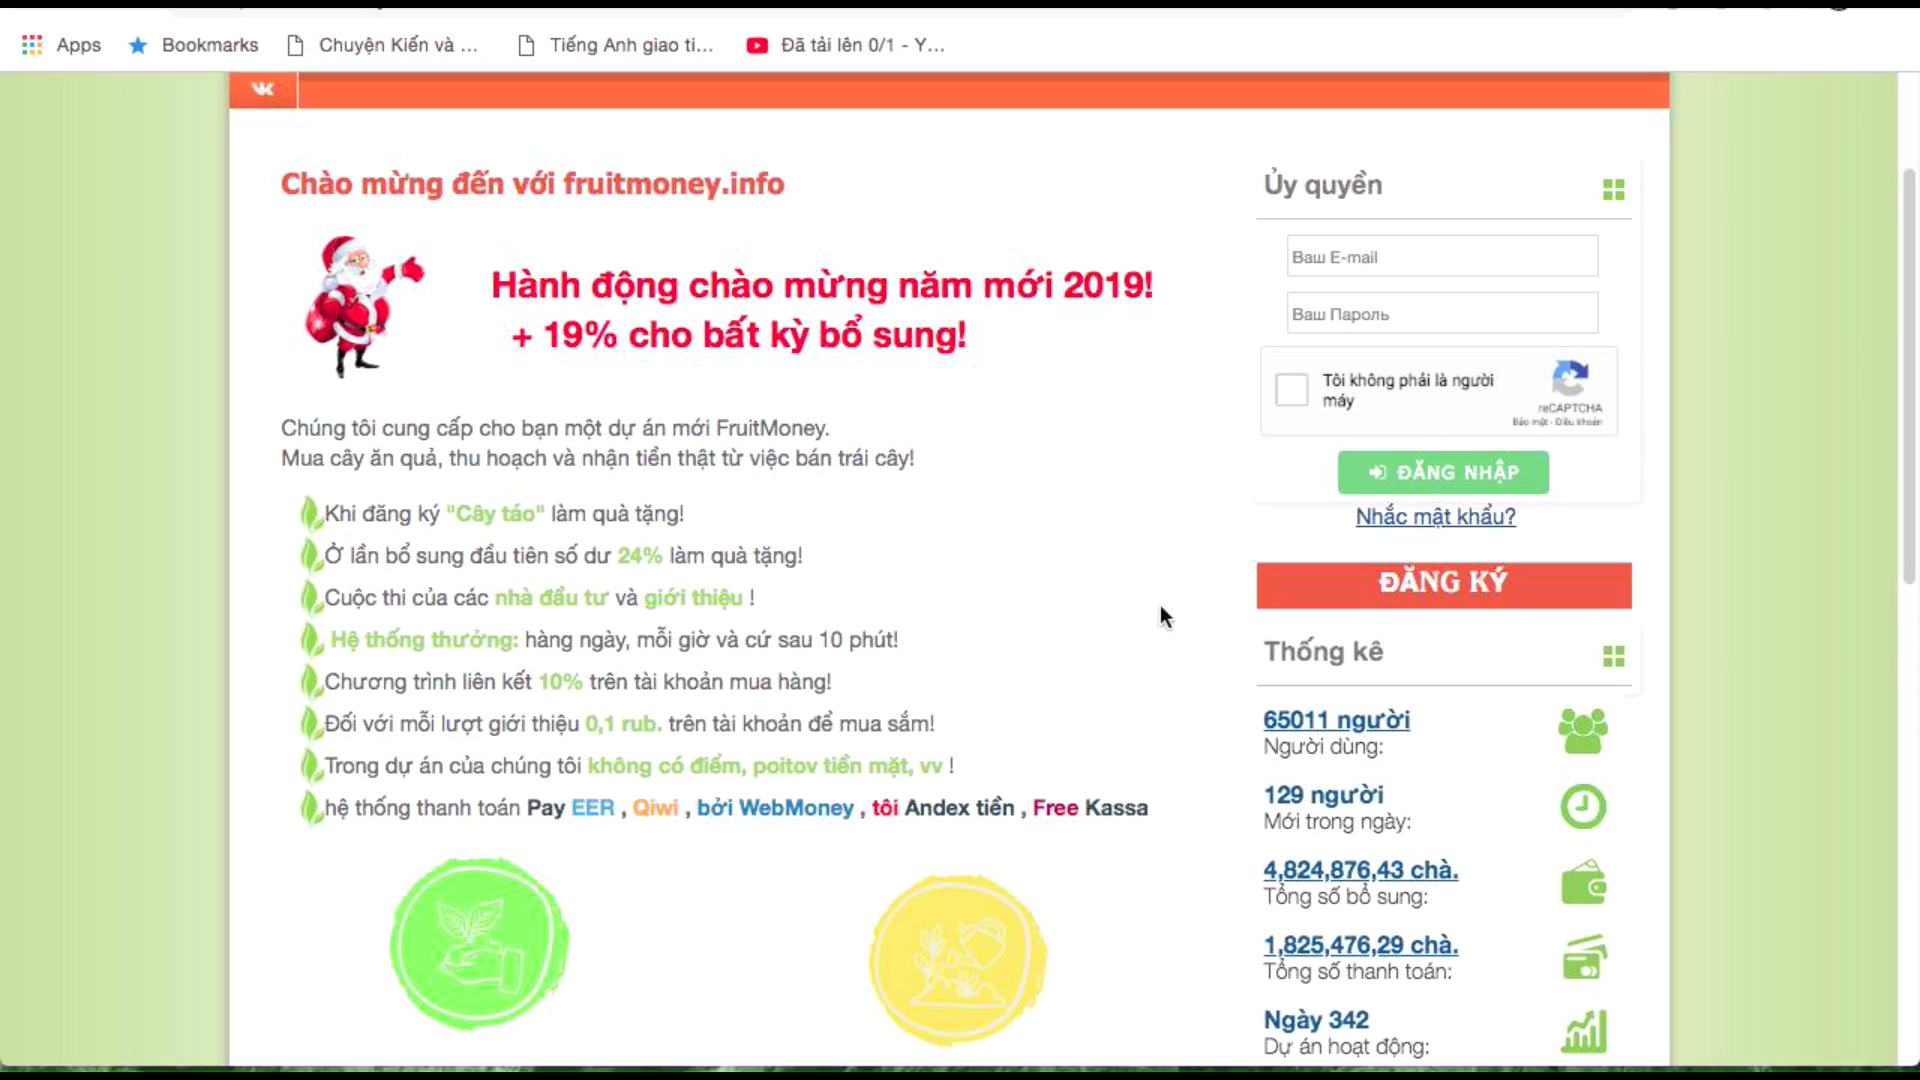 Apps
Bookmarks
Chuyện Kiến và ...
Tiếng Anh giao ti...
Đã tải lên 0/1 - Y...
Chào mừng đến với fruitmoney.info
Hành động chào mừng năm mới 2019!
+ 19% cho bất kỳ bổ sung!
Chúng tôi cung cấp cho bạn một dự án mới FruitMoney.
Mua cây ăn quả, thu hoạch và nhận tiền thật từ việc bán trái cây!
Khi đăng ký "Cây táo" làm quà tặng!
Ở lần bổ sung đầu tiên số dư 24% làm quà tặng!
Cuộc thi của các nhà đầu tư và giới thiệu !
Hệ thống thưởng: hàng ngày, mỗi giờ và cứ sau 10 phút!
Chương trình liên kết 10% trên tài khoản mua hàng!
Đối với mỗi lượt giới thiệu 0,1 rub. trên tài khoản để mua sắm!
Trong dự án của chúng tôi không có điểm, poitov tiền mặt, vv !
hệ thống thanh toán Pay EER , Qiwi , bởi WebMoney , tôi Andex tiền , Free Kassa
Ủy quyền
Ваш E-mail
Ваш Пароль
Tôi không phải là người
máy
reCAPTCHA
Bảo mật - Điều khoản
ĐĂNG NHẬP
Nhắc mật khẩu?
ĐĂNG KÝ
Thống kê
65011 người
Người dùng:
129 người
Mới trong ngày:
4,824,876,43 chà.
Tổng số bổ sung:
1,825,476,29 chà.
Tổng số thanh toán:
Ngày 342
Dự án hoạt động: